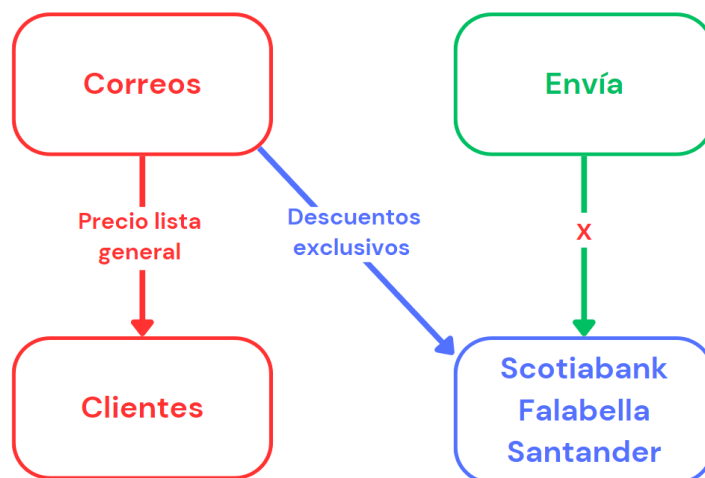 Correos
Envía
Precio lista
general
Descuentos
exclusivos
X
Clientes
Scotiabank
Falabella
Santander